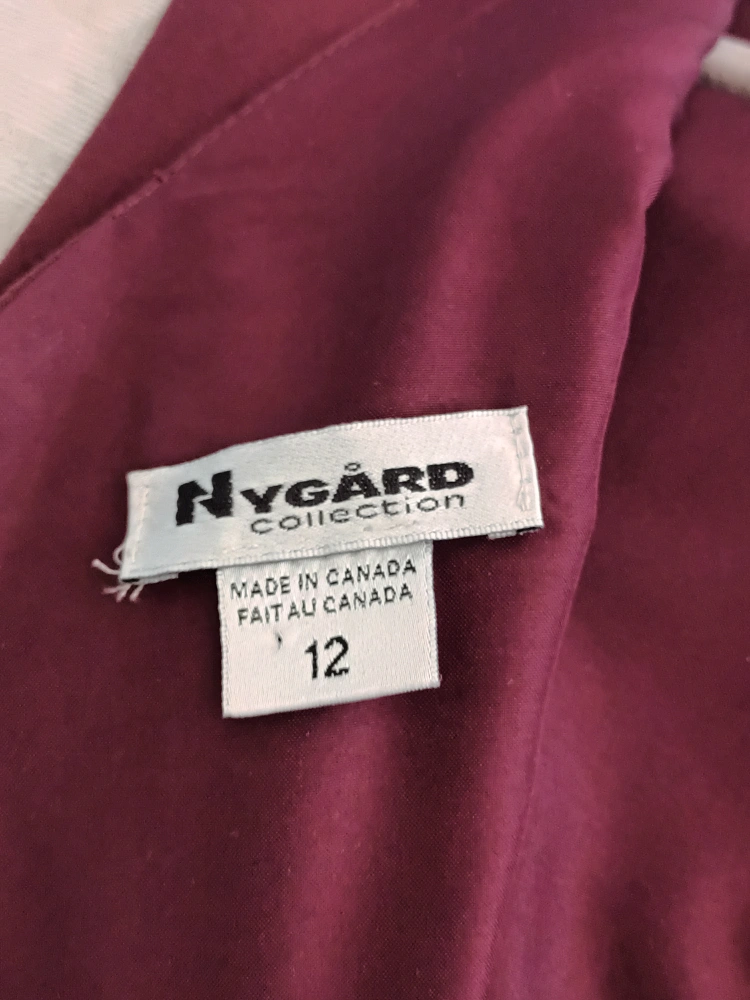 NYGÅRD
collection
MADE IN CANADA
FAIT AU CANADA
12